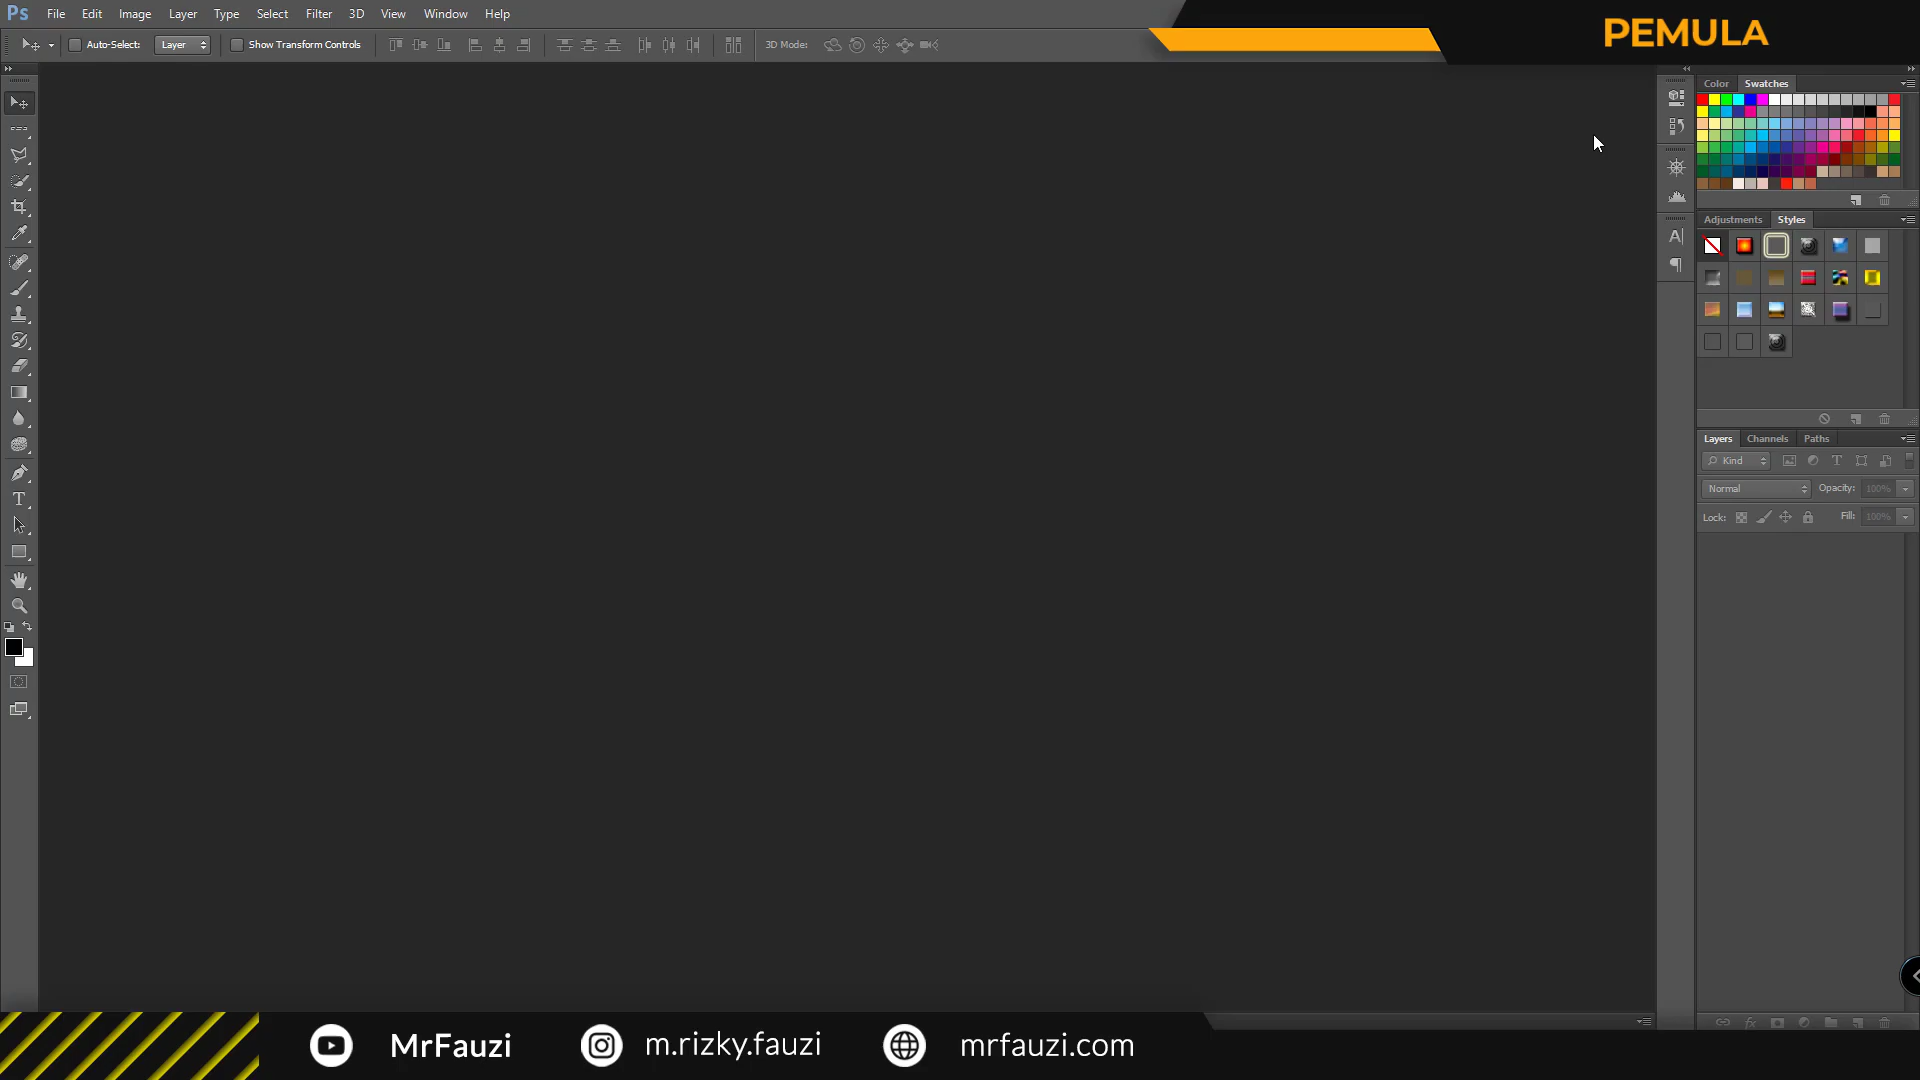 Ps File Edit Image Layer Type Select Filter 3D View Window Help
PEMULA
Auto-Select: Layer Show Transform Controls 3D Mode:
Color Swatches
Adjustments Styles
Layers Channels Paths
Kind
Normal Opacity: 100%
Lock: Fill: 100%
MrFauzi m.rizky.fauzi mrfauzi.com